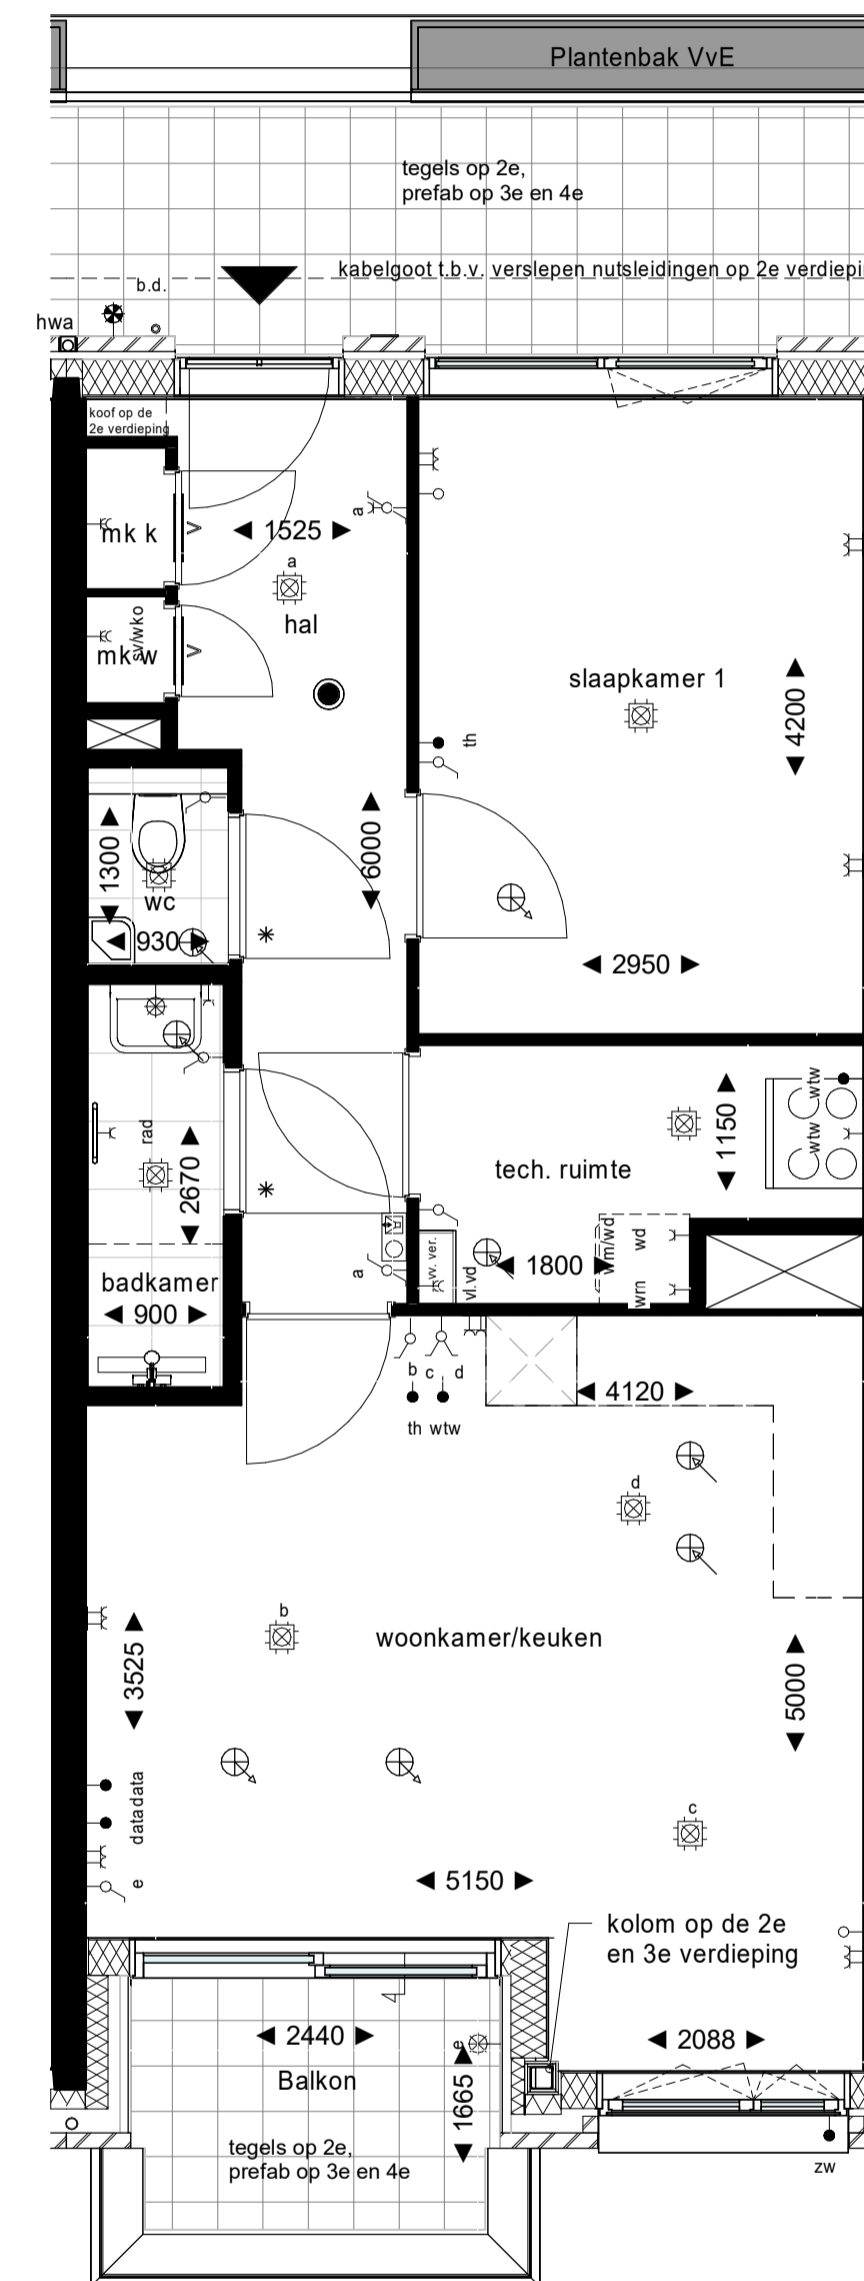 Plantenbak VvE
tegels op 2e,
prefab op 3e en 4e
kabelgoot t.b.v. verslepen nutsleidingen op 2e verdiepi
b.d.
hwa
koof op de
2e verdieping
a
mk k
1525
a
hal
sv/wko
mk w
slaapkamer 1
th
4200
1300
wc
930
6000
2950
rad
2670
badkamer
900
a
tech. ruimte
1150
wtw
wtw
vv. ver.
vl.vd
1800
wm/wd
wd
wm
b
c
d
th
wtw
4120
d
b
woonkamer/keuken
3525
5000
data
data
c
e
5150
kolom op de 2e
en 3e verdieping
2440
e
2088
Balkon
1665
tegels op 2e,
prefab op 3e en 4e
zw